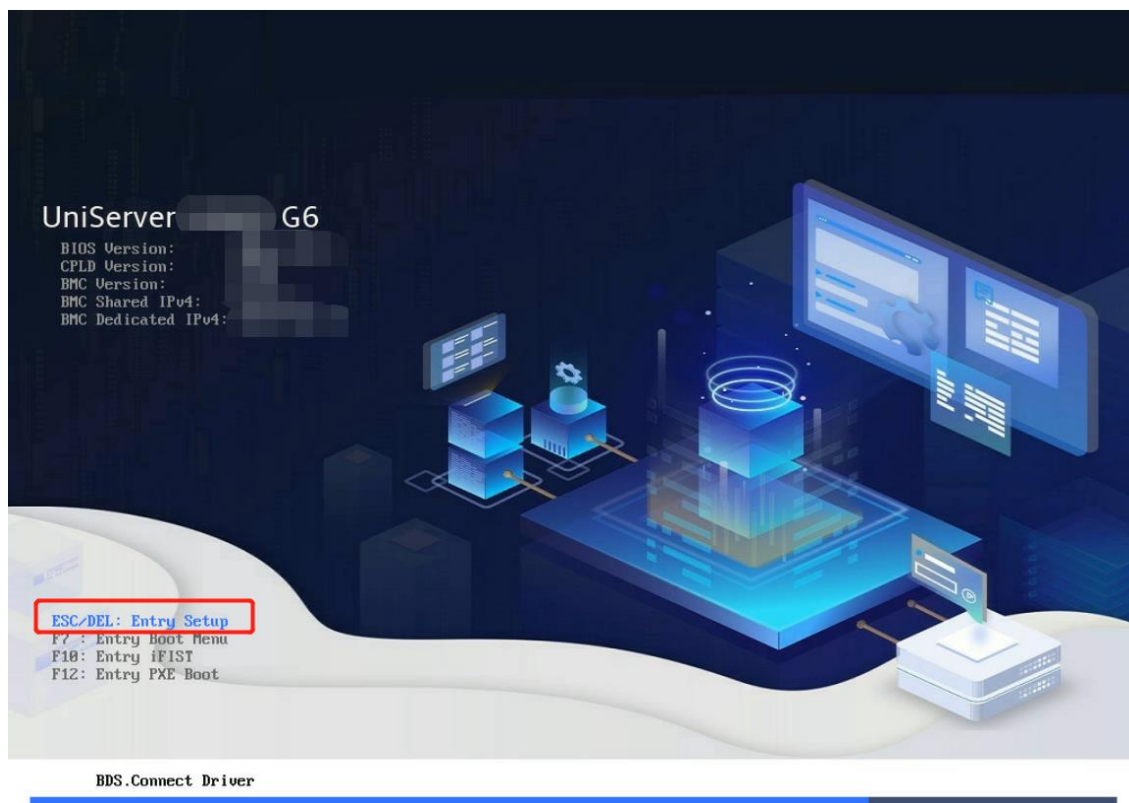 UniServer G6
BIOS Version:
CPLD Version:
BMC Version:
BMC Shared IPv4:
BMC Dedicated IPv4:
ESC/DEL: Entry Setup
F7 : Entry Boot Menu
F10: Entry iFIST
F12: Entry PXE Boot
BDS.Connect Driver